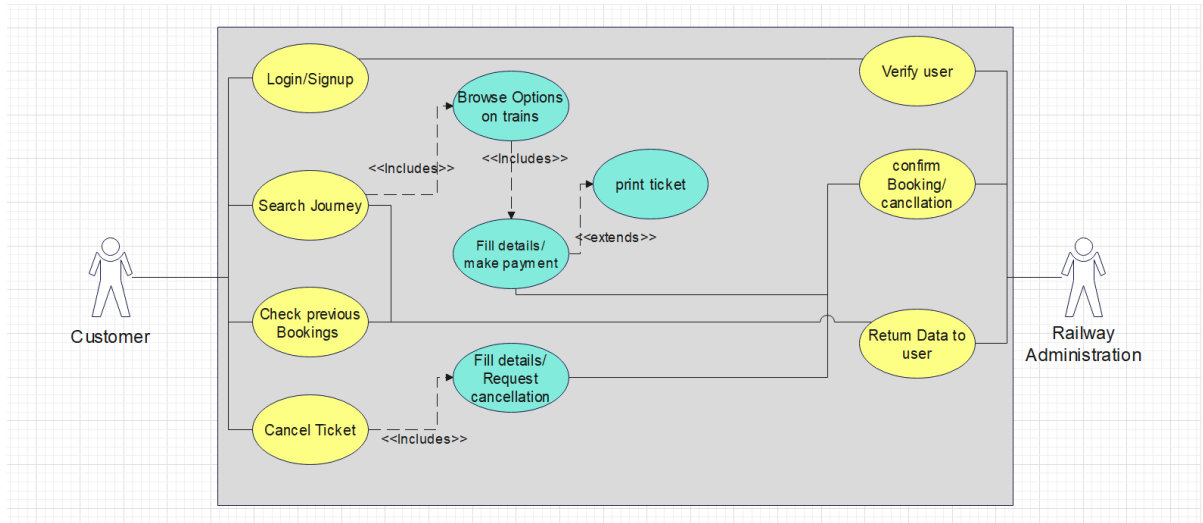 Login/Signup
Verify user
Browse Options
on trains
<<Includes>>
<<Includes>>
confirm
Booking/
cancllation
print ticket
Search Journey
Fill details/
make payment
<<extends>>
Customer
Check previous
Bookings
Return Data to
user
Railway
Administration
Fill details/
Request
cancellation
Cancel Ticket
<<Includes>>